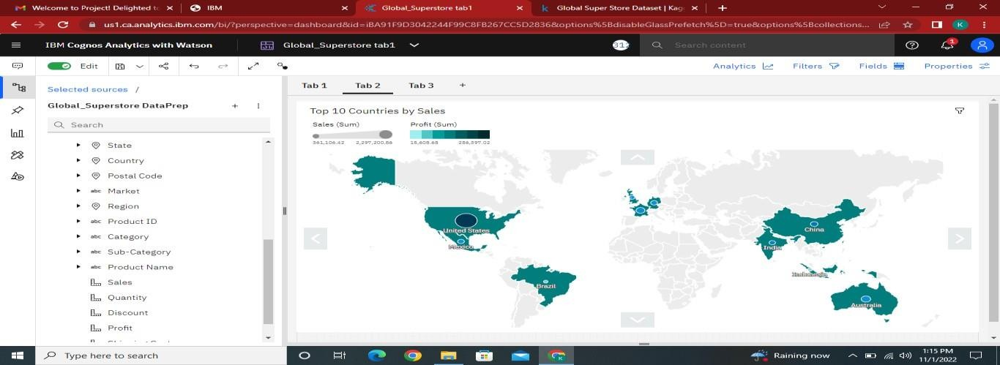 Welcome to Project! Delighted to
IBM
Global_Superstore tab1
Global Super Store Dataset | Kag
us1.ca.analytics.ibm.com/bi/?perspective=dashboard&id=iBA91F9D3042244F99C8FB267CC5D2836&options%5BdisableGlassPrefetch%5D=true&options%5Bcollections...
K
IBM Cognos Analytics with Watson
Global_Superstore tab1
31
Search content
1
Edit
Analytics
Filters
Fields
Properties
Selected sources /
Tab 1
Tab 2
Tab 3
Global_Superstore DataPrep
Search
State
Country
Postal Code
abc Market
Region
abc Product ID
abc Category
abc Sub-Category
abc Product Name
Sales
Quantity
Discount
Profit
Top 10 Countries by Sales
Sales (Sum)
Profit (Sum)
361,106.42
2,297,200.86
15,608.68
286,397.02
United States
Mexico
Brazil
China
India
Indonesia
Australia
Type here to search
Raining now
1:15 PM
11/1/2022